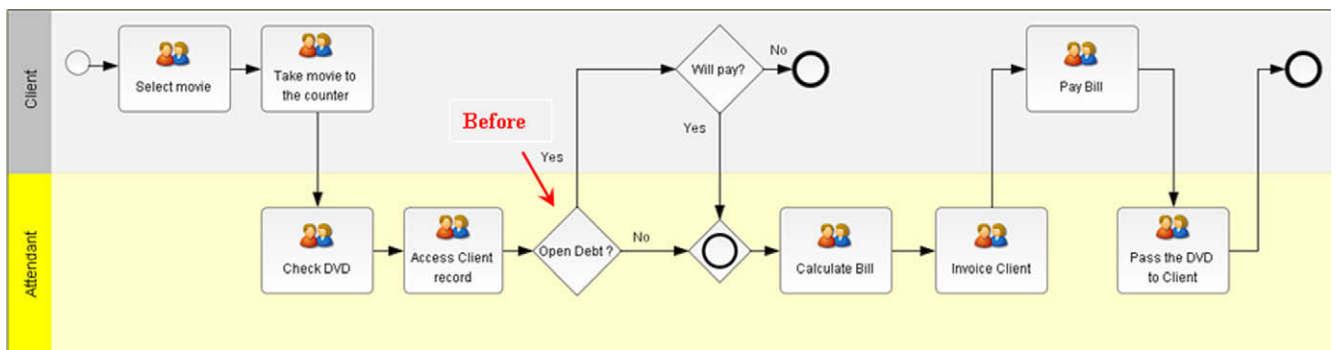 Client
Select movie
Take movie to
the counter
Will pay?
No
Yes
Pay Bill
Before
Yes
Attendant
Check DVD
Access Client
record
Open Debt ?
No
Calculate Bill
Invoice Client
Pass the DVD
to Client